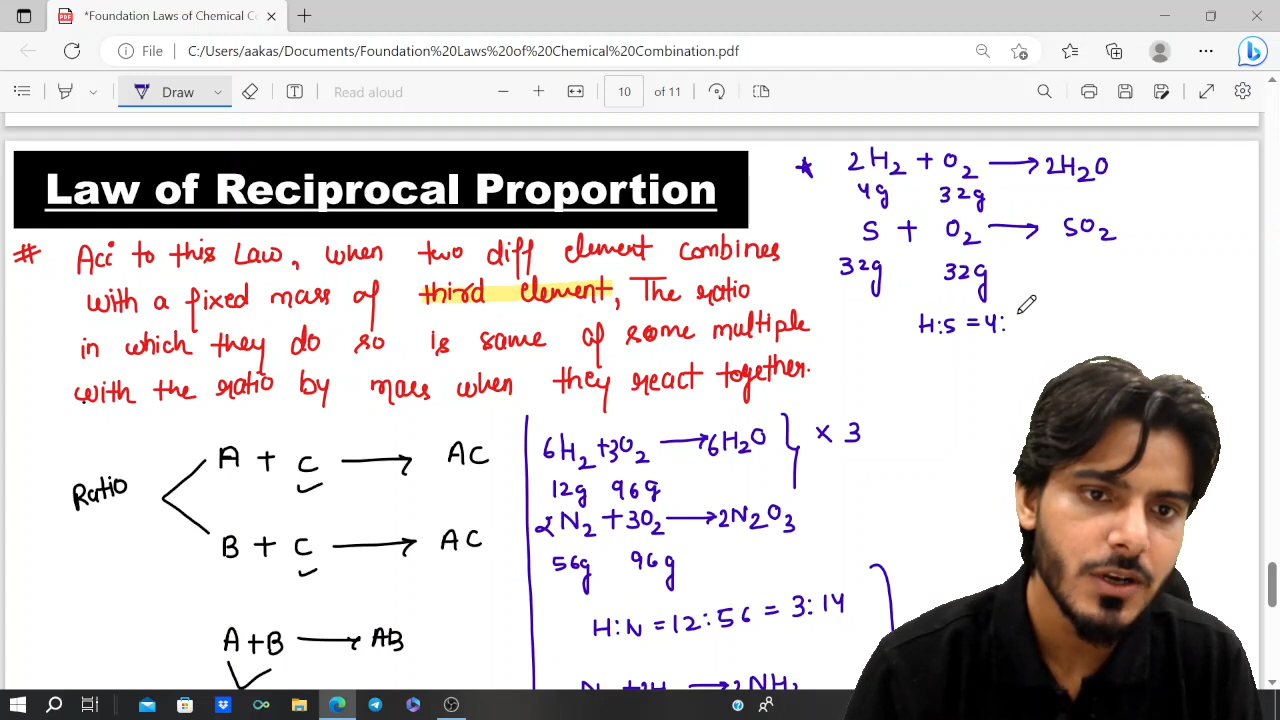 *Foundation Laws of Chemical Co
File
C:/Users/aakas/Documents/Foundation%20Laws%20of%20Chemical%20Combination.pdf
Draw
Read aloud
10
of 11
Law of Reciprocal Proportion
# Acc to this Law, when two diff element combines
with a fixed mass of third element, The ratio
in which they do so is same of some multiple
with the ratio by mass when they react together.
* 2H2 + O2 → 2H2O
4g 32g
S + O2 → SO2
32g 32g
H:S = 4:
Ratio
A + C → AC
B + C → AC
A+B → AB
6H2 +3O2 → 6H2O } × 3
12g 96g
2N2 +3O2 → 2N2O3
56g 96g
H:N = 12:56 = 3:14
→ 2NH3